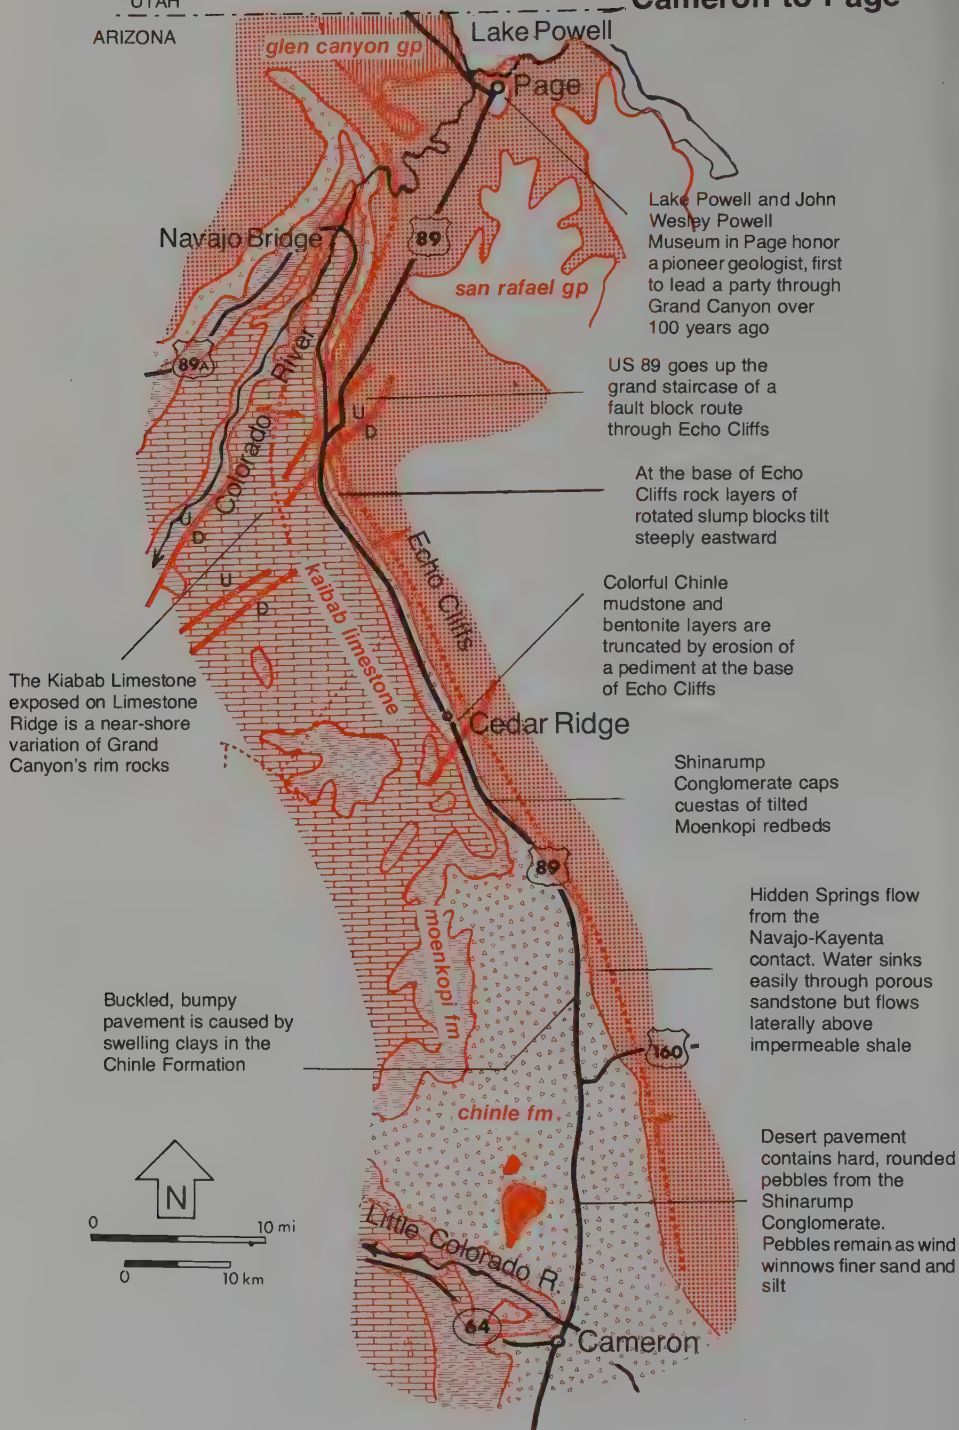 UTAH
ARIZONA
Cameron to Page
glen canyon gp
Lake Powell
Page
Lake Powell and John
Wesley Powell
Museum in Page honor
a pioneer geologist, first
to lead a party through
Grand Canyon over
100 years ago
Navajo Bridge
89
san rafael gp
89A
Colorado River
US 89 goes up the
grand staircase of a
fault block route
through Echo Cliffs
U
D
At the base of Echo
Cliffs rock layers of
rotated slump blocks tilt
steeply eastward
U
D
U
D
Echo Cliffs
kaibab limestone
Colorful Chinle
mudstone and
bentonite layers are
truncated by erosion of
a pediment at the base
of Echo Cliffs
The Kiabab Limestone
exposed on Limestone
Ridge is a near-shore
variation of Grand
Canyon's rim rocks
Cedar Ridge
Shinarump
Conglomerate caps
cuestas of tilted
Moenkopi redbeds
89
moenkopi fm
Hidden Springs flow
from the
Navajo-Kayenta
contact. Water sinks
easily through porous
sandstone but flows
laterally above
impermeable shale
Buckled, bumpy
pavement is caused by
swelling clays in the
Chinle Formation
160
chinle fm
Desert pavement
contains hard, rounded
pebbles from the
Shinarump
Conglomerate.
Pebbles remain as wind
winnows finer sand and
silt
N
0 10 mi
0 10 km
Little Colorado R.
64
Cameron